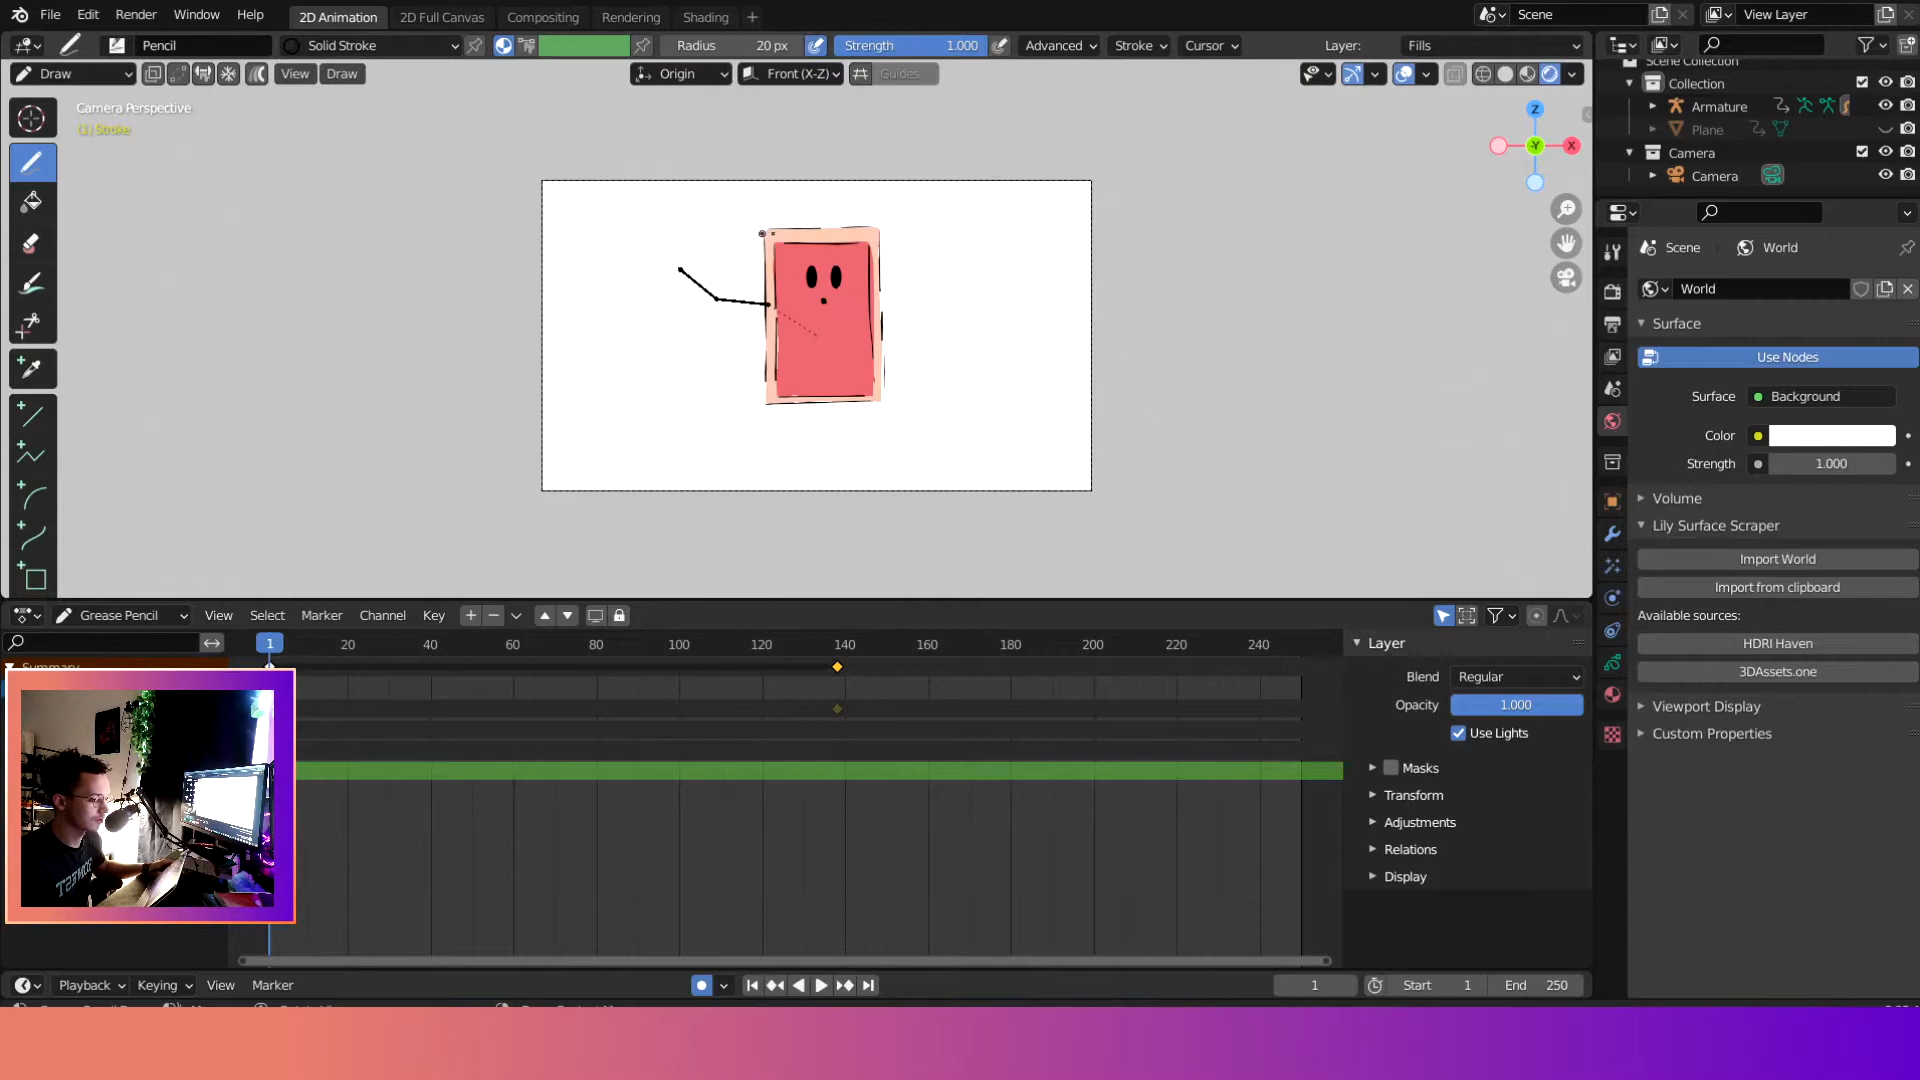 File Edit Render Window Help 2D Animation 2D Full Canvas Compositing Rendering Shading + Scene View Layer
Pencil Solid Stroke Radius 20 px Strength 1.000 Advanced Stroke Cursor Layer: Fills
Draw View Draw Origin Front (X-Z) Guides
Camera Perspective
(1) Stroke
Z
-Y X
Scene Collection
Collection
Armature
Plane
Camera
Camera
Scene World
World
Surface
Use Nodes
Surface Background
Color
Strength 1.000
Volume
Lily Surface Scraper
Import World
Import from clipboard
Available sources:
HDRI Haven
3DAssets.one
Viewport Display
Custom Properties
Grease Pencil View Select Marker Channel Key
1 20 40 60 80 100 120 140 160 180 200 220 240
Summary
Layer
Blend Regular
Opacity 1.000
Use Lights
Masks
Transform
Adjustments
Relations
Display
Playback Keying View Marker 1 Start 1 End 250